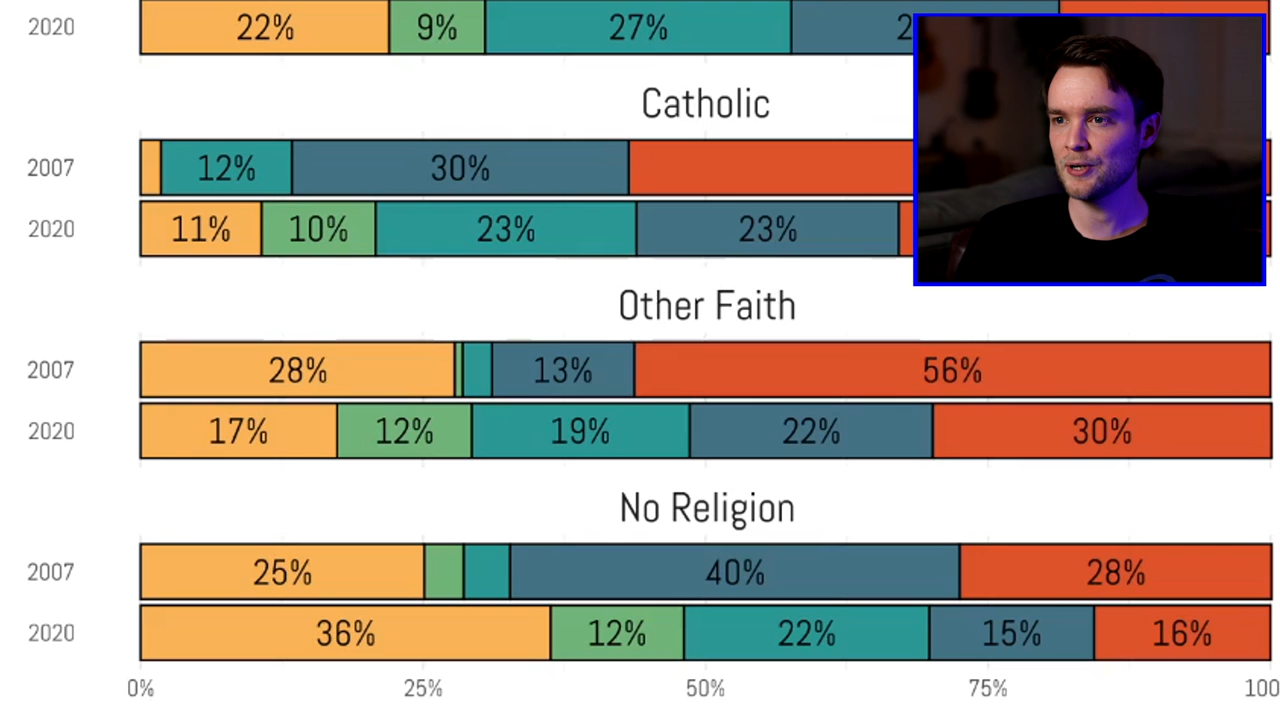 2020 22% 9% 27% 2
Catholic
2007 12% 30%
2020 11% 10% 23% 23%
Other Faith
2007 28% 13% 56%
2020 17% 12% 19% 22% 30%
No Religion
2007 25% 40% 28%
2020 36% 12% 22% 15% 16%
0% 25% 50% 75% 100